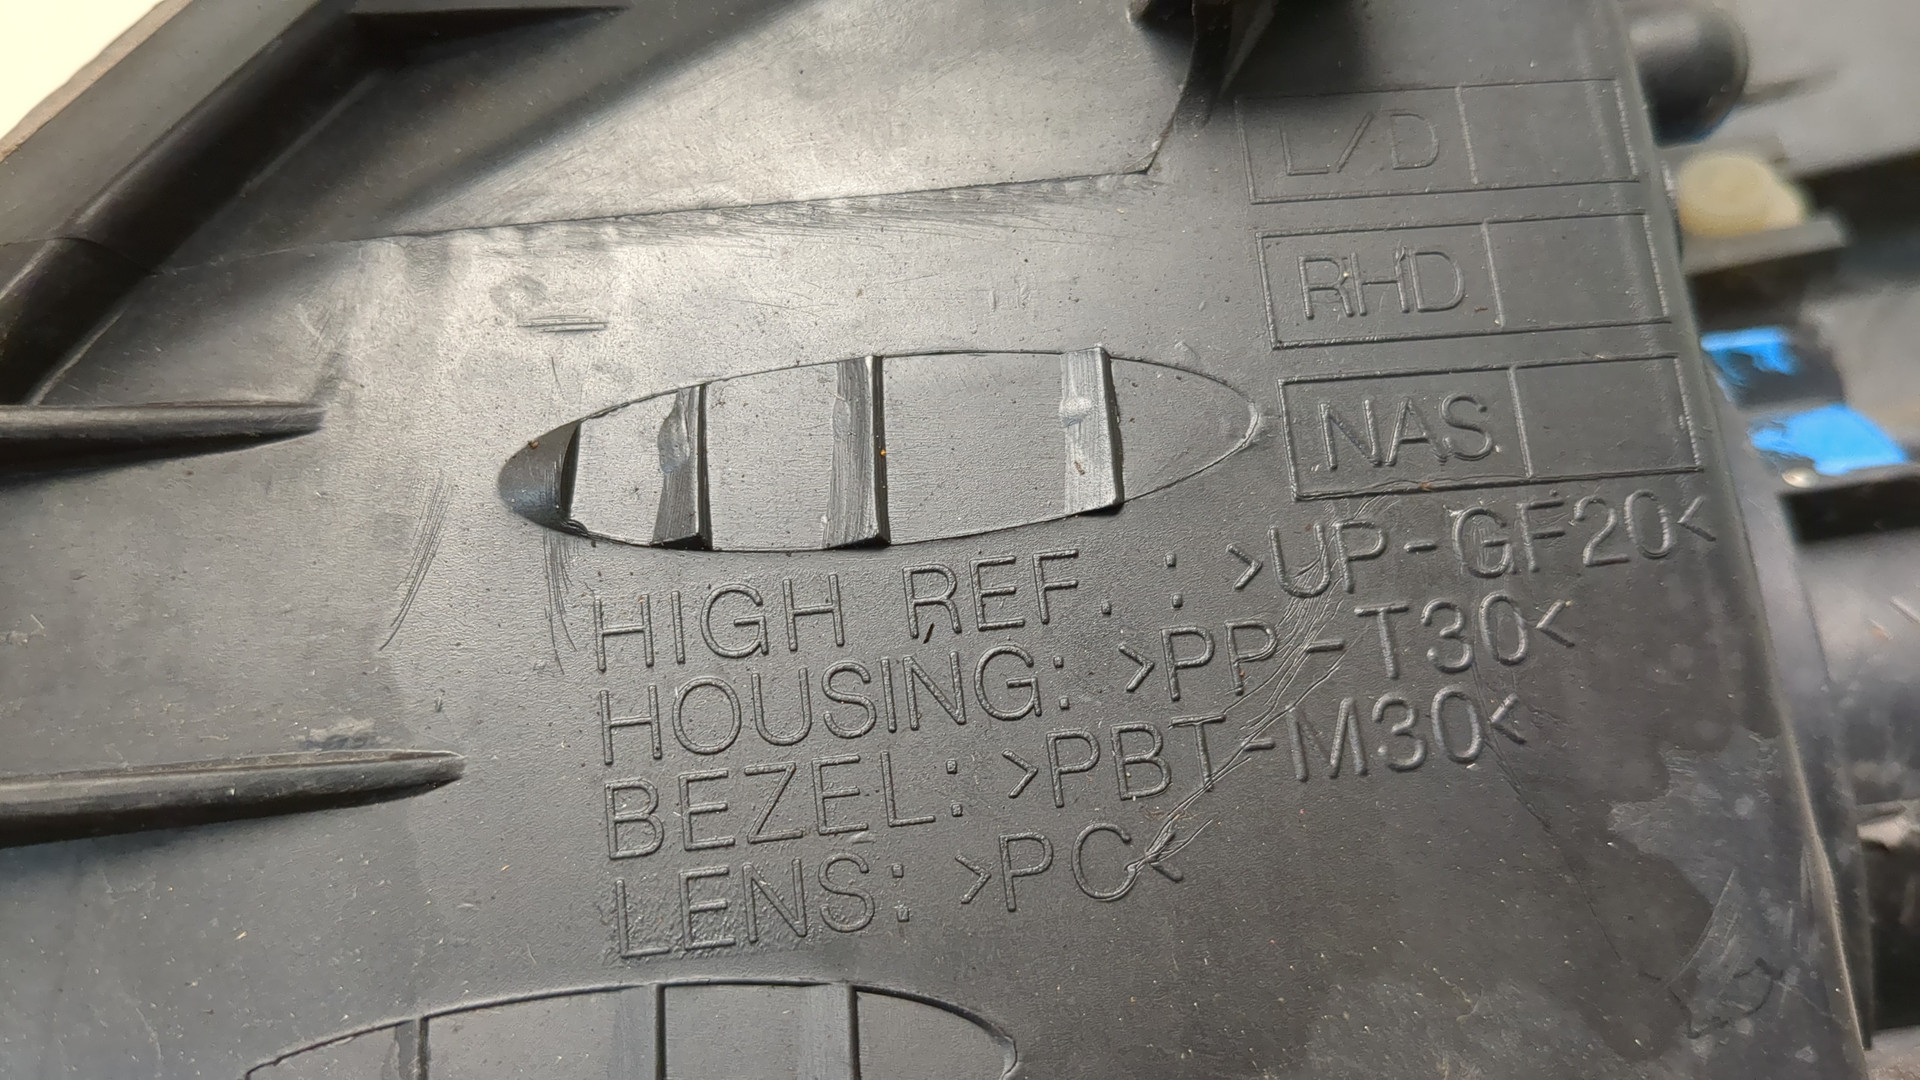 L/D
RHD
NAS
HIGH REF. : >UP-GF20<
HOUSING: >PP-T30<
BEZEL: >PBT-M30<
LENS: >PC<